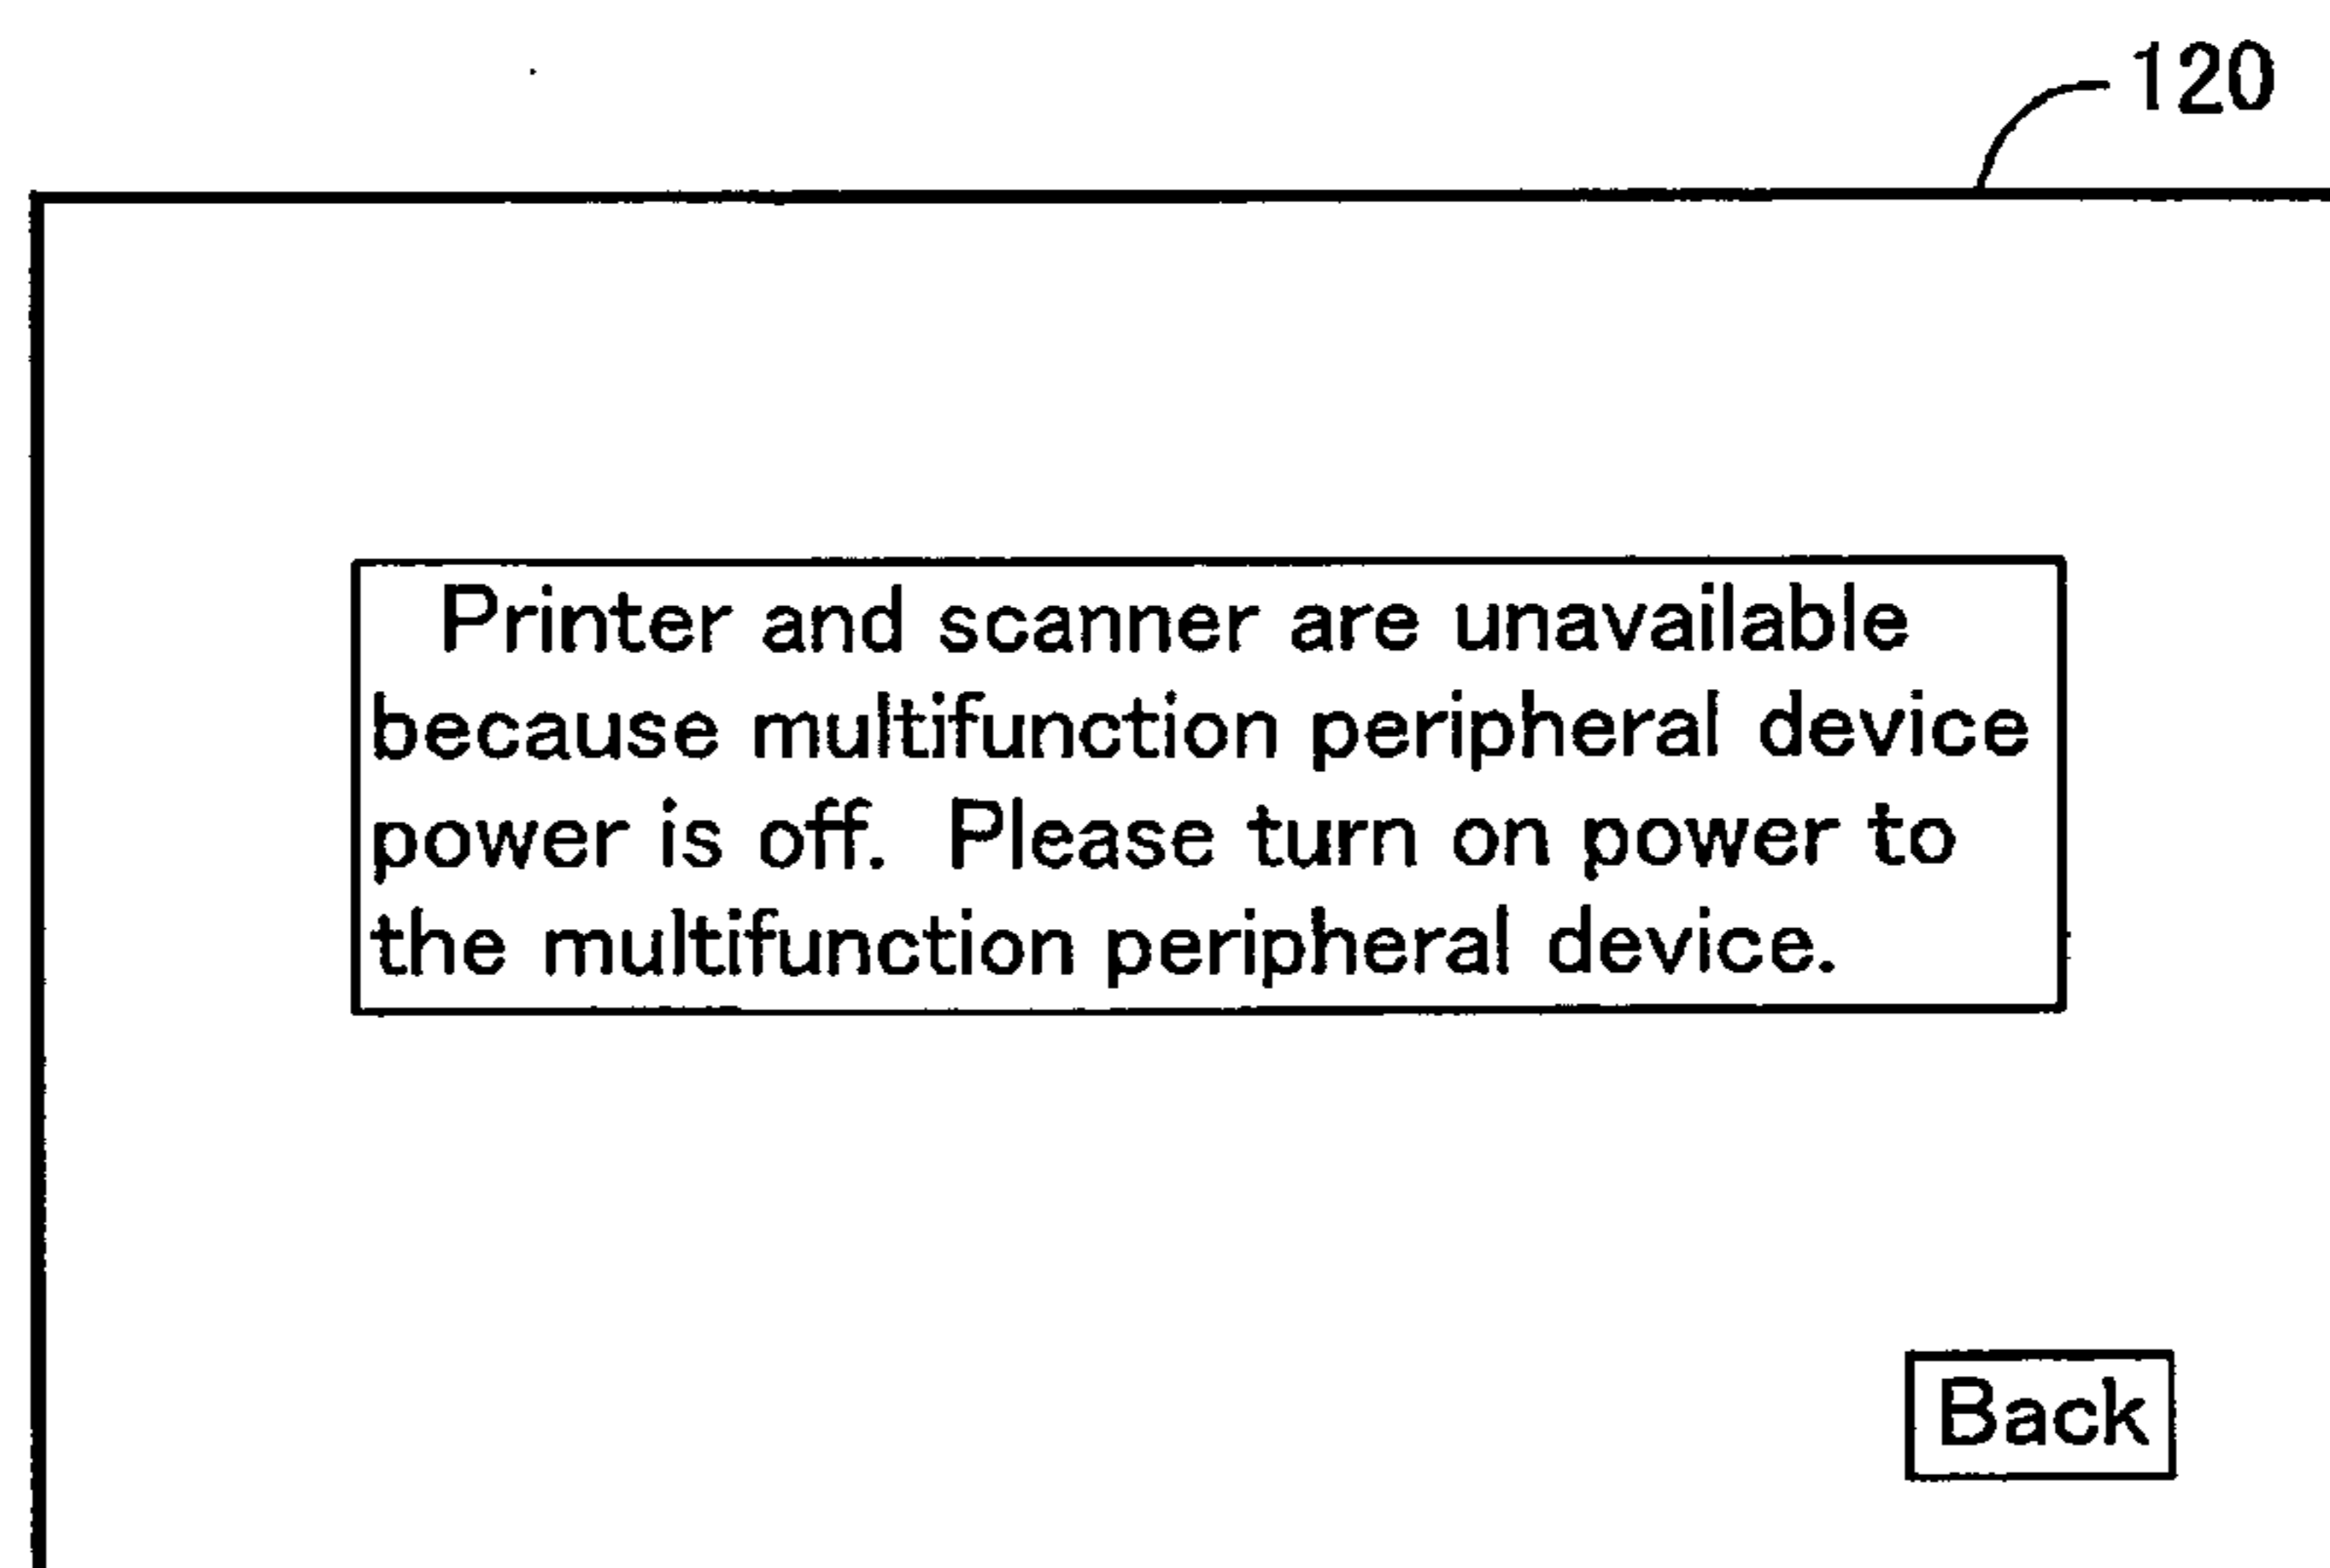 120
Printer and scanner are unavailable
because multifunction peripheral device
power is off. Please turn on power to
the multifunction peripheral device.
Back